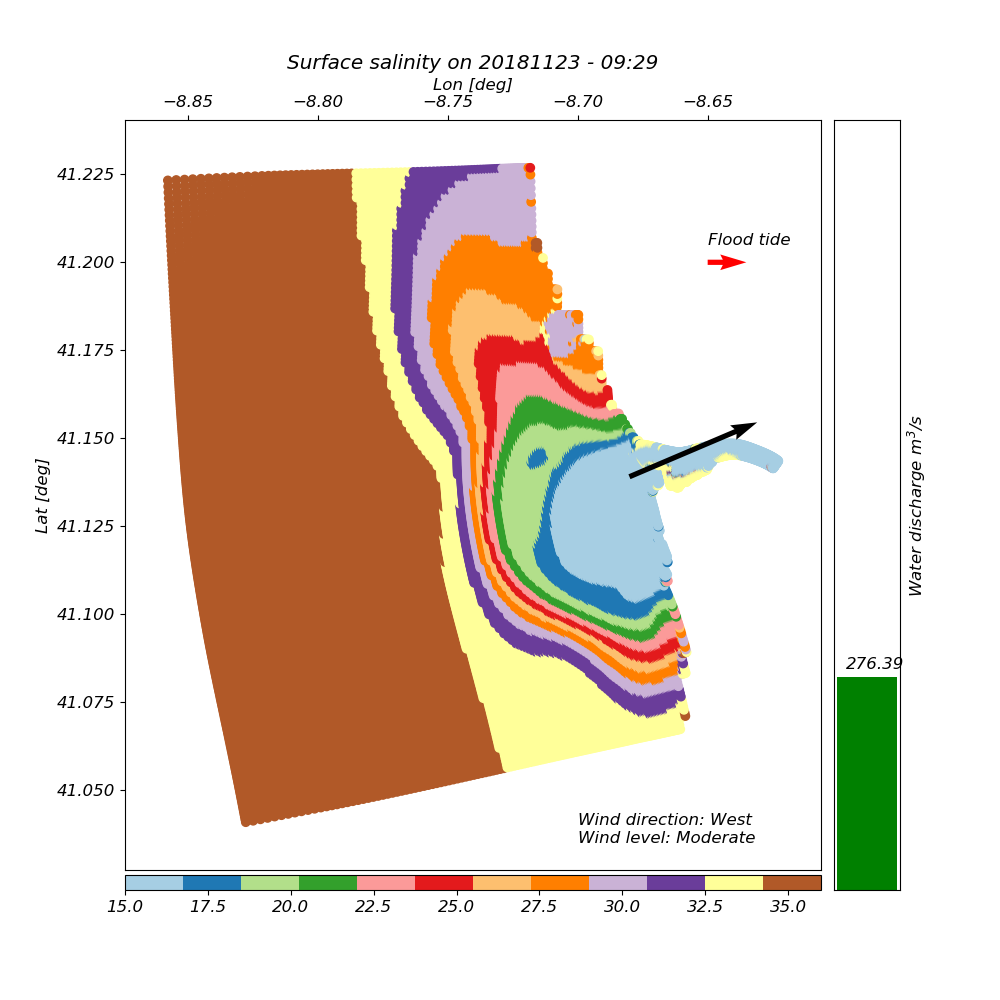 Surface salinity on 20181123 - 09:29
Lon [deg]
−8.85 −8.80 −8.75 −8.70 −8.65
41.225
41.200
41.175
41.150
41.125
41.100
41.075
41.050
Lat [deg]
Flood tide
Wind direction: West
Wind level: Moderate
15.0 17.5 20.0 22.5 25.0 27.5 30.0 32.5 35.0
276.39
Water discharge m³/s